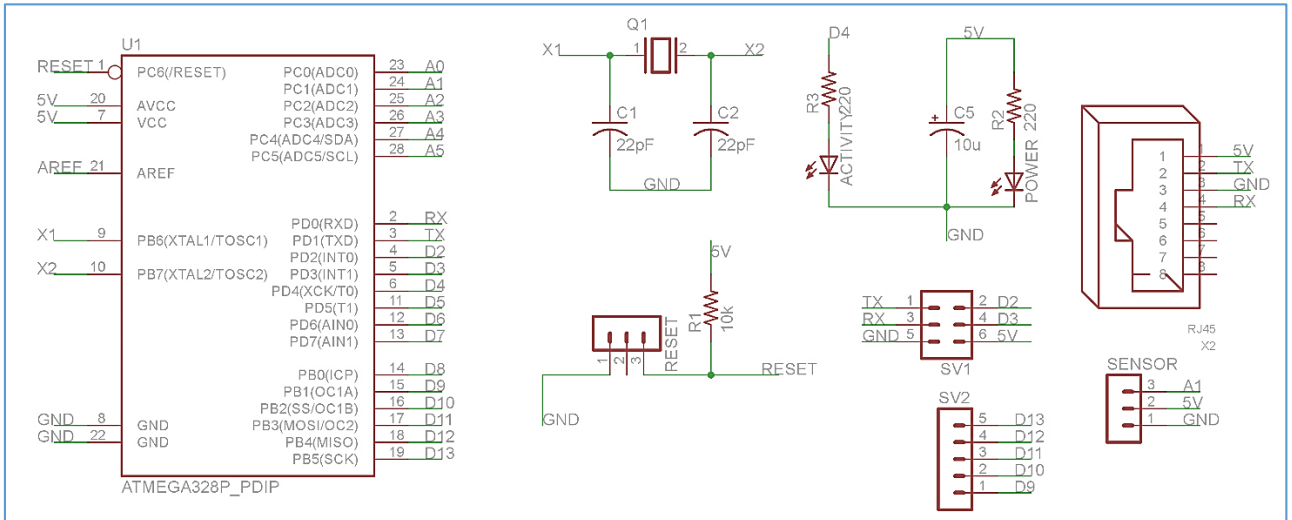 U1
RESET 1 PC6(/RESET)
5V 20 AVCC
5V 7 VCC
AREF 21 AREF
X1 9 PB6(XTAL1/TOSC1)
X2 10 PB7(XTAL2/TOSC2)
GND 8 GND
GND 22 GND
PC0(ADC0) 23 A0
PC1(ADC1) 24 A1
PC2(ADC2) 25 A2
PC3(ADC3) 26 A3
PC4(ADC4/SDA) 27 A4
PC5(ADC5/SCL) 28 A5
PD0(RXD) 2 RX
PD1(TXD) 3 TX
PD2(INT0) 4 D2
PD3(INT1) 5 D3
PD4(XCK/T0) 6 D4
PD5(T1) 11 D5
PD6(AIN0) 12 D6
PD7(AIN1) 13 D7
PB0(ICP) 14 D8
PB1(OC1A) 15 D9
PB2(SS/OC1B) 16 D10
PB3(MOSI/OC2) 17 D11
PB4(MISO) 18 D12
PB5(SCK) 19 D13
ATMEGA328P_PDIP
Q1
X1 1 2 X2
C1
22pF
C2
22pF
GND
5V
R1
10k
RESET
1 2 3
RESET
GND
D4
R3
220
ACTIVITY
5V
C5
+
10u
R2
220
POWER
GND
TX 1 2 D2
RX 3 4 D3
GND 5 6 5V
SV1
SV2
5 D13
4 D12
3 D11
2 D10
1 D9
1 1 5V
2 2 TX
3 3 GND
4 4 RX
5 5
6 6
7 7
8 8
RJ45
X2
SENSOR
3 A1
2 5V
1 GND